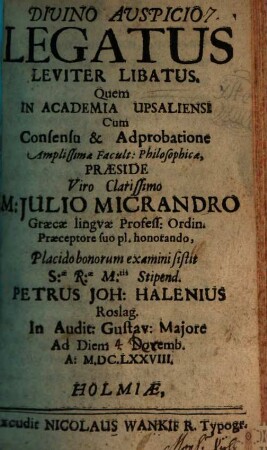 DIVINO AVSPICIO!
LEGATUS
LEVITER LIBATUS.
Quem
IN ACADEMIA UPSALIENSI
Cum
Consensu & Adprobatione
Amplissimæ Facult: Philosophicæ,
PRÆSIDE
Viro Clarissimo
M: JULIO MICRANDRO
Græcæ lingvæ Profess: Ordin.
Præceptore suo pl. honorando,
Placido bonorum examini sistit
S:æ R:æ M:tis Stipend.
PETRUS JOH: HALENIUS
Roslag.
In Audit: Gustav: Majore
Ad Diem 4 Novemb.
A: M.DC.LXXVIII.
HOLMIÆ,
xcudit NICOLAUS WANKIF R. Typogr.